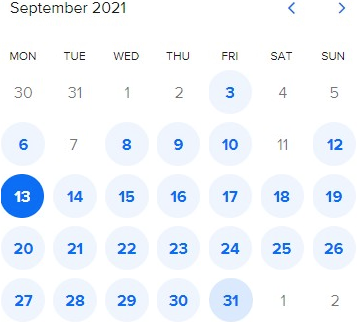 September 2021
MON TUE WED THU FRI SAT SUN
30 31 1 2 3 4 5
6 7 8 9 10 11 12
13 14 15 16 17 18 19
20 21 22 23 24 25 26
27 28 29 30 31 1 2